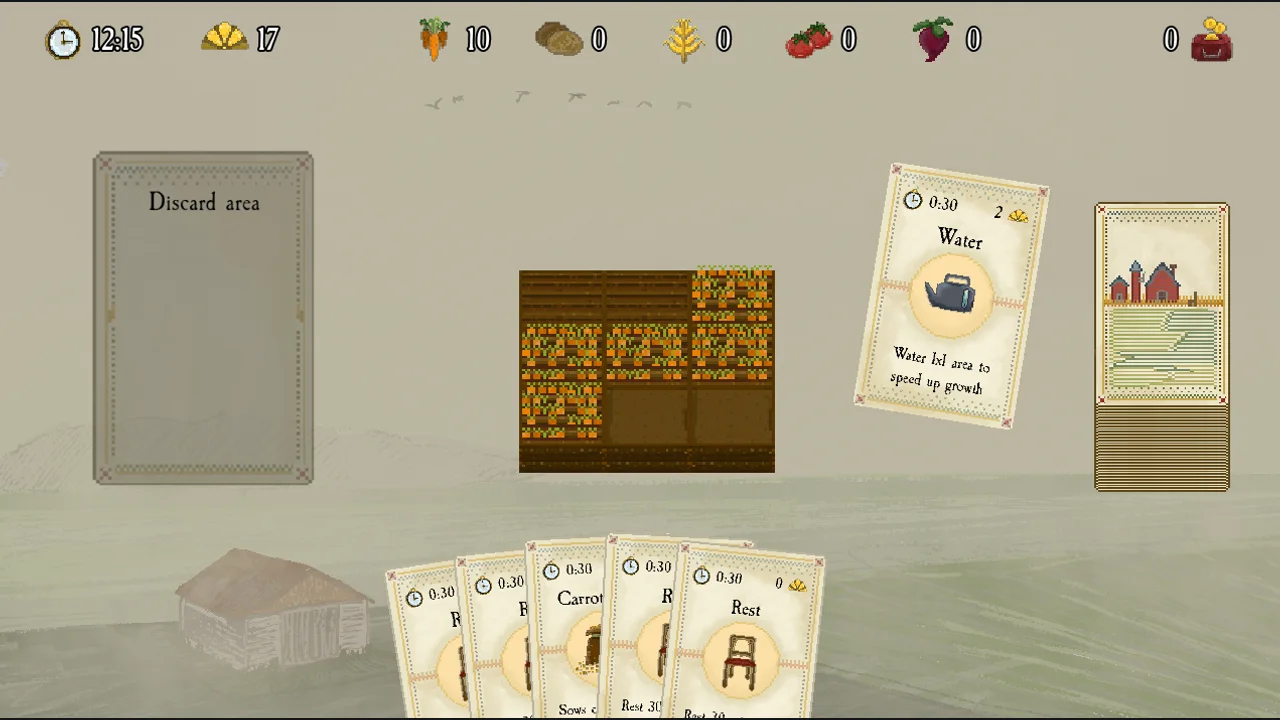 12:15 17 10 0 0 0 0 0
Discard area
0:30 2
Water
Water 1x1 area to
speed up growth
0:30
R
0:30
R
0:30
Carrot
Sows
0:30
R
Rest 30
0:30 0
Rest
Rest 30